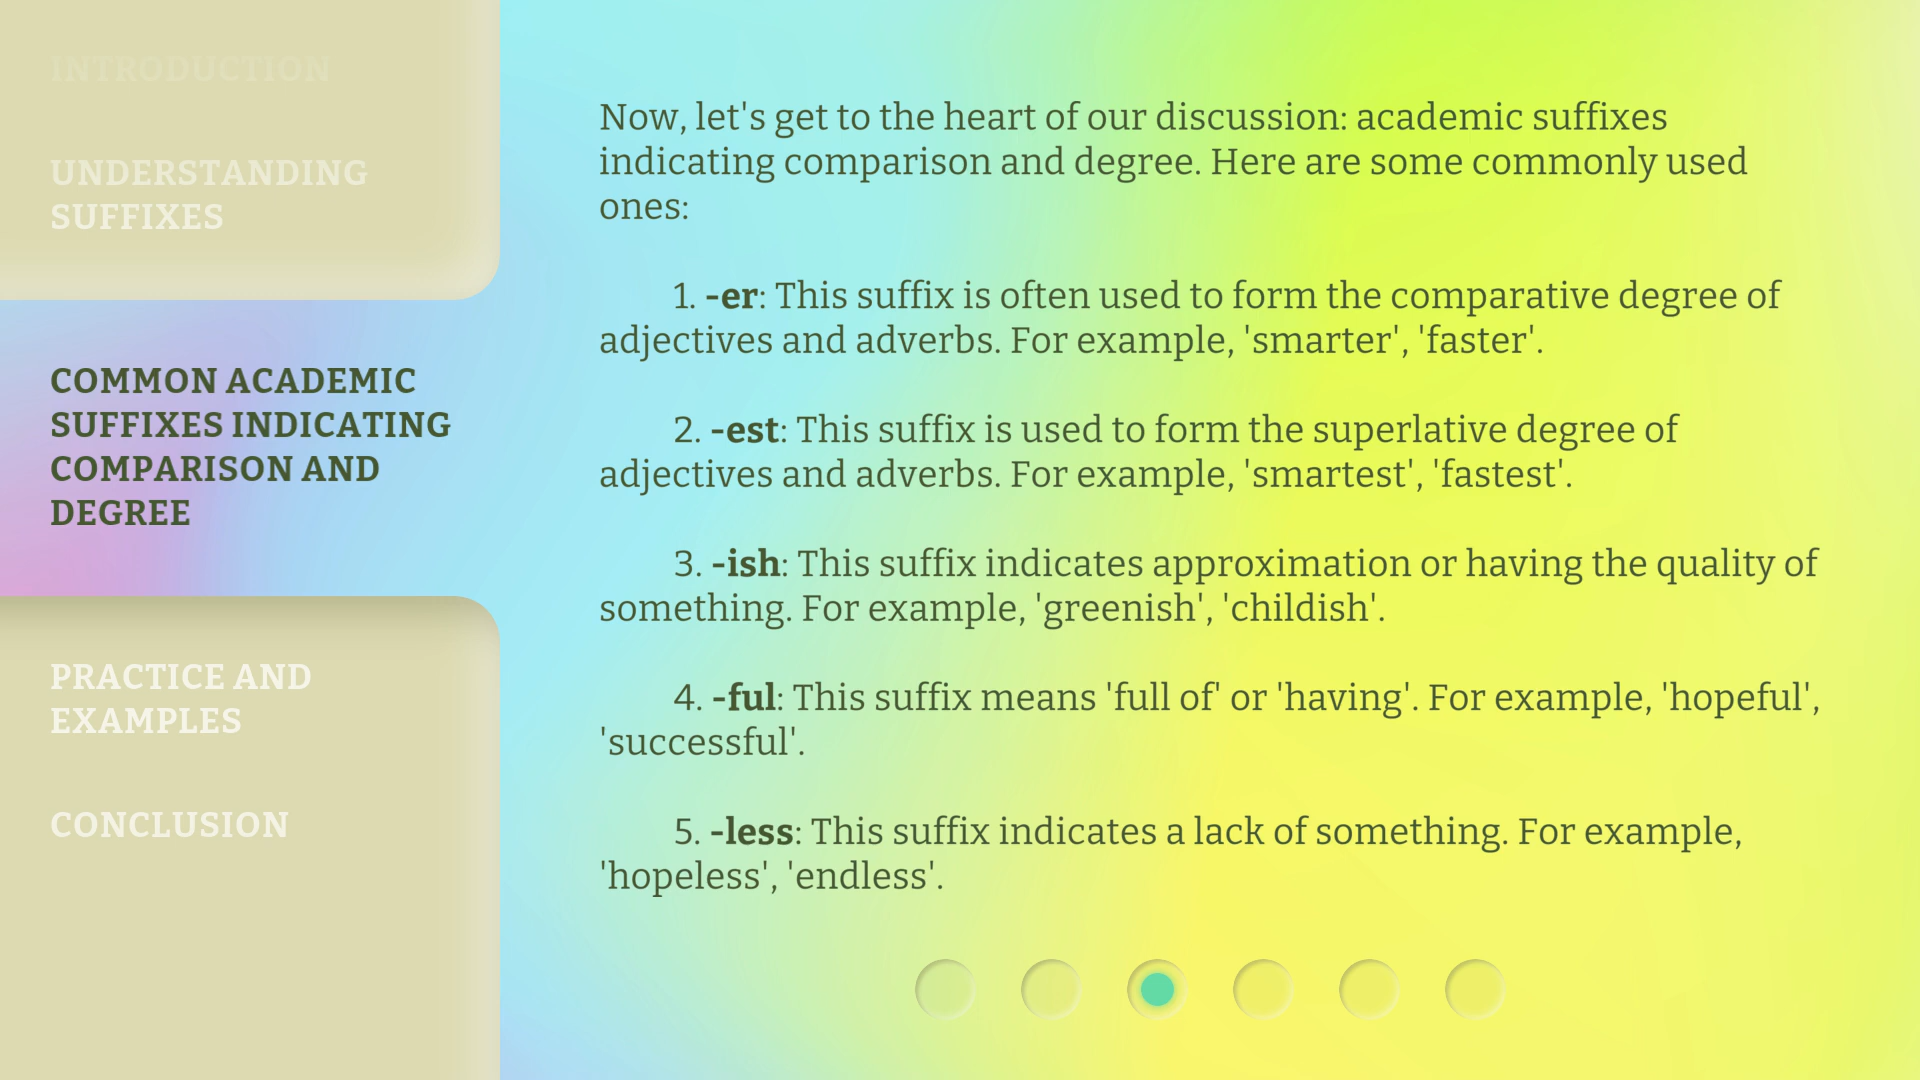 INTRODUCTION
UNDERSTANDING
SUFFIXES
COMMON ACADEMIC
SUFFIXES INDICATING
COMPARISON AND
DEGREE
PRACTICE AND
EXAMPLES
CONCLUSION
Now, let's get to the heart of our discussion: academic suffixes
indicating comparison and degree. Here are some commonly used
ones:
1. -er: This suffix is often used to form the comparative degree of
adjectives and adverbs. For example, 'smarter', 'faster'.
2. -est: This suffix is used to form the superlative degree of
adjectives and adverbs. For example, 'smartest', 'fastest'.
3. -ish: This suffix indicates approximation or having the quality of
something. For example, 'greenish', 'childish'.
4. -ful: This suffix means 'full of' or 'having'. For example, 'hopeful',
'successful'.
5. -less: This suffix indicates a lack of something. For example,
'hopeless', 'endless'.